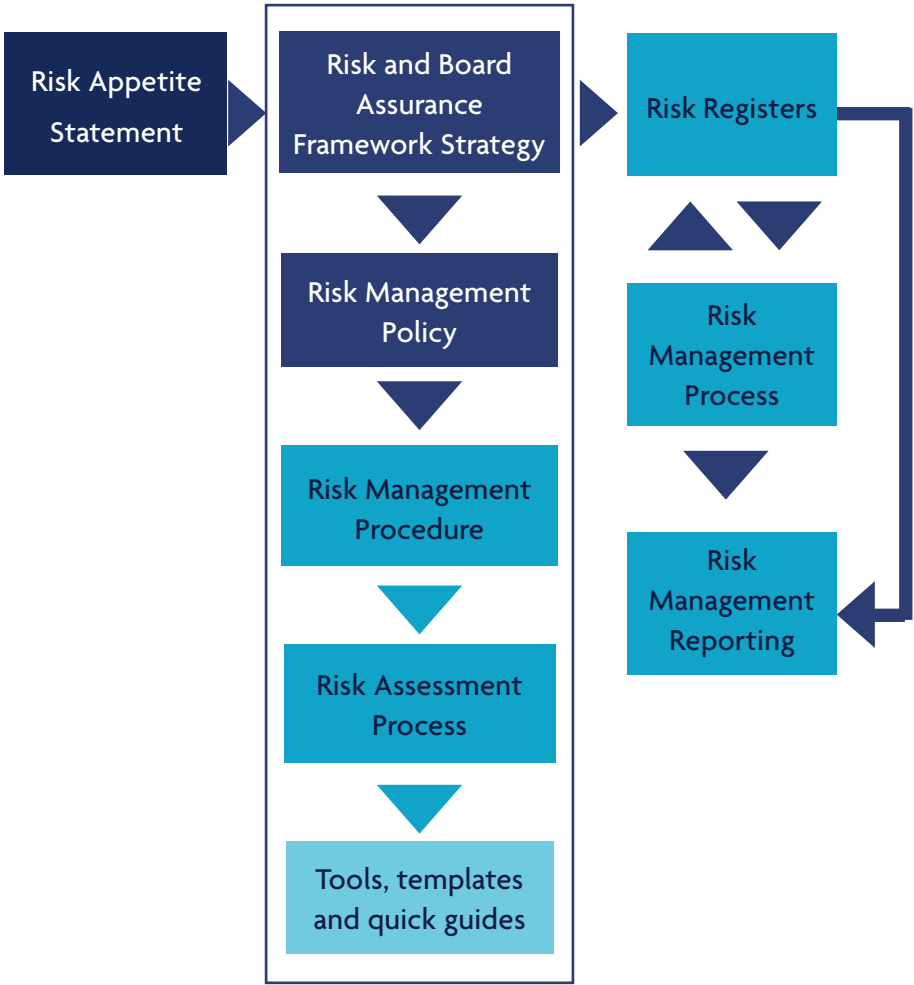 Risk Appetite
Statement
Risk and Board
Assurance
Framework Strategy
Risk Management
Policy
Risk Management
Procedure
Risk Assessment
Process
Tools, templates
and quick guides
Risk Registers
Risk
Management
Process
Risk
Management
Reporting